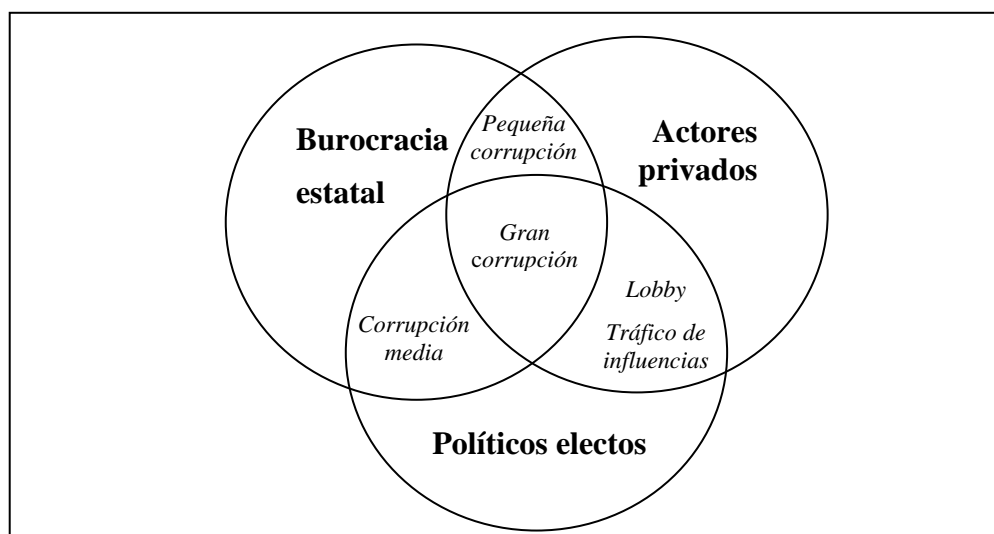 Burocracia
estatal
Pequeña
corrupción
Actores
privados
Gran
corrupción
Corrupción
media
Lobby
Tráfico de
influencias
Políticos electos